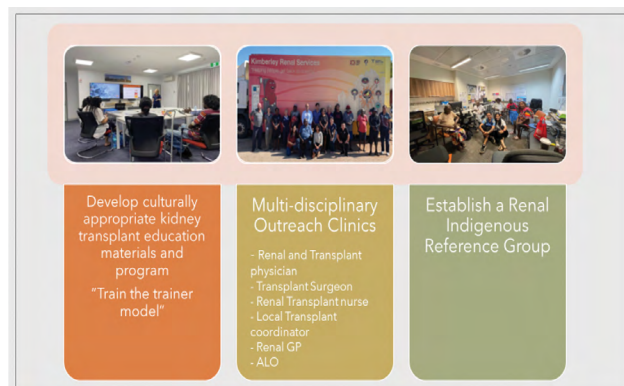 Kimberley Renal Services
Develop culturally
appropriate kidney
transplant education
materials and
program
"Train the trainer
model"
Multi-disciplinary
Outreach Clinics
- Renal and Transplant
physician
- Transplant Surgeon
- Renal Transplant nurse
- Local Transplant
coordinator
- Renal GP
- ALO
Establish a Renal
Indigenous
Reference Group